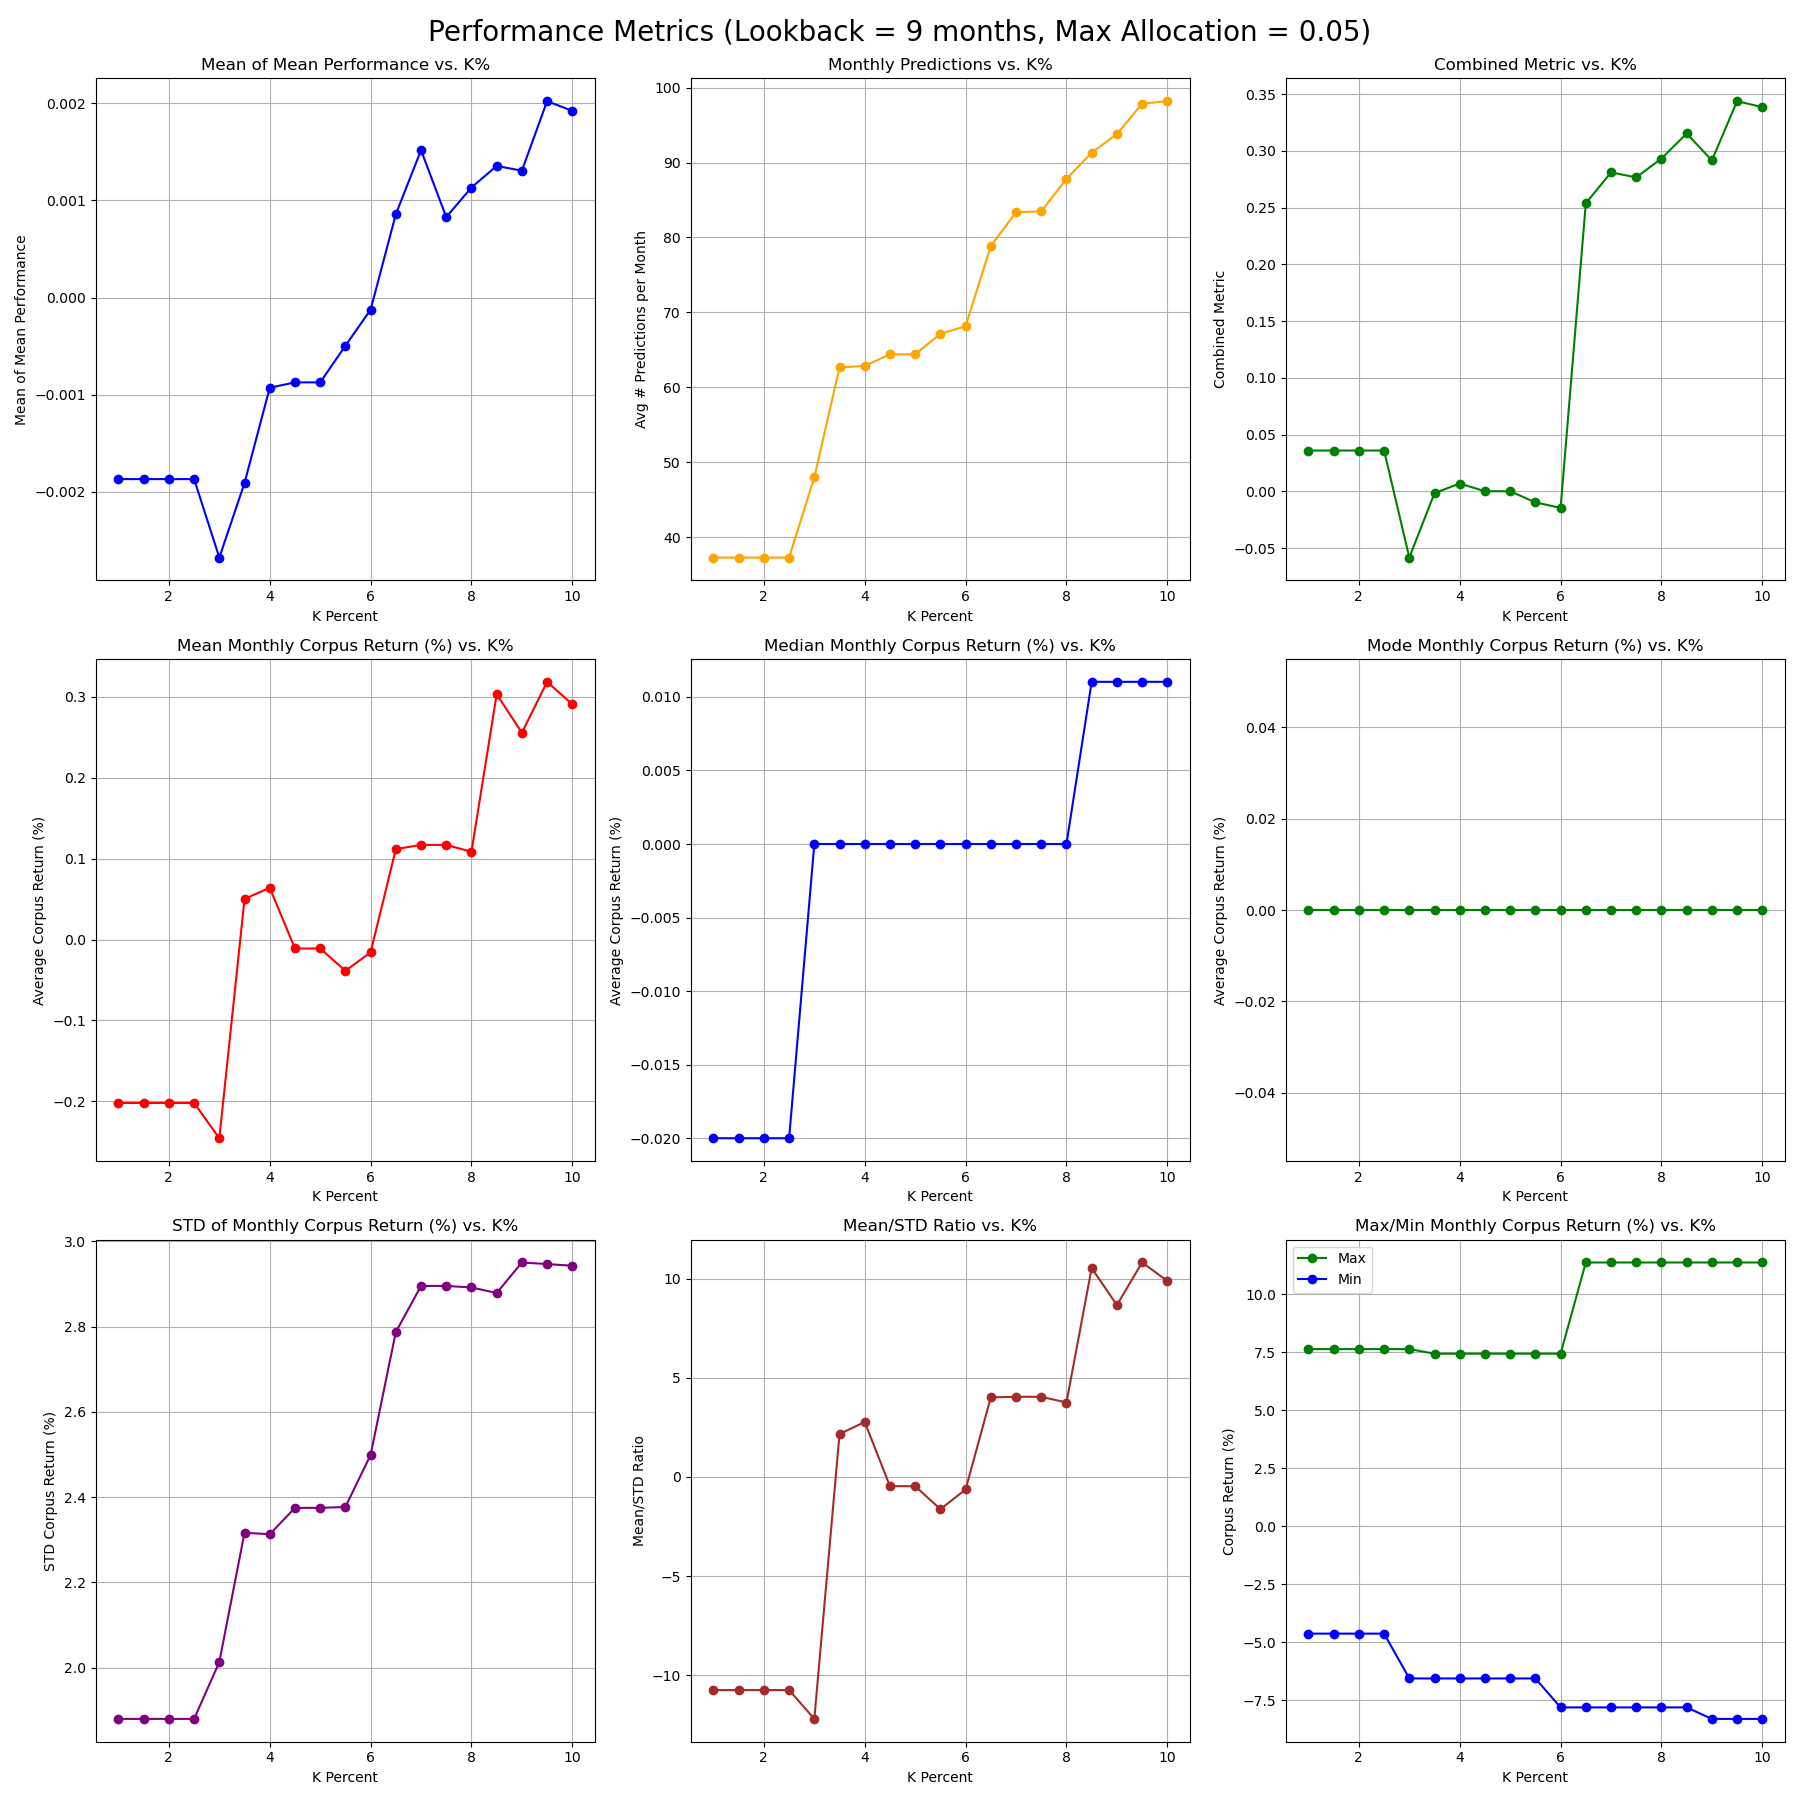 Performance Metrics (Lookback = 9 months, Max Allocation = 0.05)
Mean of Mean Performance vs. K%
Mean of Mean Performance
0.002
0.001
0.000
−0.001
−0.002
2 4 6 8 10
K Percent
Monthly Predictions vs. K%
Avg # Predictions per Month
100
90
80
70
60
50
40
2 4 6 8 10
K Percent
Combined Metric vs. K%
Combined Metric
0.35
0.30
0.25
0.20
0.15
0.10
0.05
0.00
−0.05
2 4 6 8 10
K Percent
Mean Monthly Corpus Return (%) vs. K%
Average Corpus Return (%)
0.3
0.2
0.1
0.0
−0.1
−0.2
2 4 6 8 10
K Percent
Median Monthly Corpus Return (%) vs. K%
Average Corpus Return (%)
0.010
0.005
0.000
−0.005
−0.010
−0.015
−0.020
2 4 6 8 10
K Percent
Mode Monthly Corpus Return (%) vs. K%
Average Corpus Return (%)
0.04
0.02
0.00
−0.02
−0.04
2 4 6 8 10
K Percent
STD of Monthly Corpus Return (%) vs. K%
STD Corpus Return (%)
3.0
2.8
2.6
2.4
2.2
2.0
2 4 6 8 10
K Percent
Mean/STD Ratio vs. K%
Mean/STD Ratio
10
5
0
−5
−10
2 4 6 8 10
K Percent
Max/Min Monthly Corpus Return (%) vs. K%
Max
Min
Corpus Return (%)
10.0
7.5
5.0
2.5
0.0
−2.5
−5.0
−7.5
2 4 6 8 10
K Percent